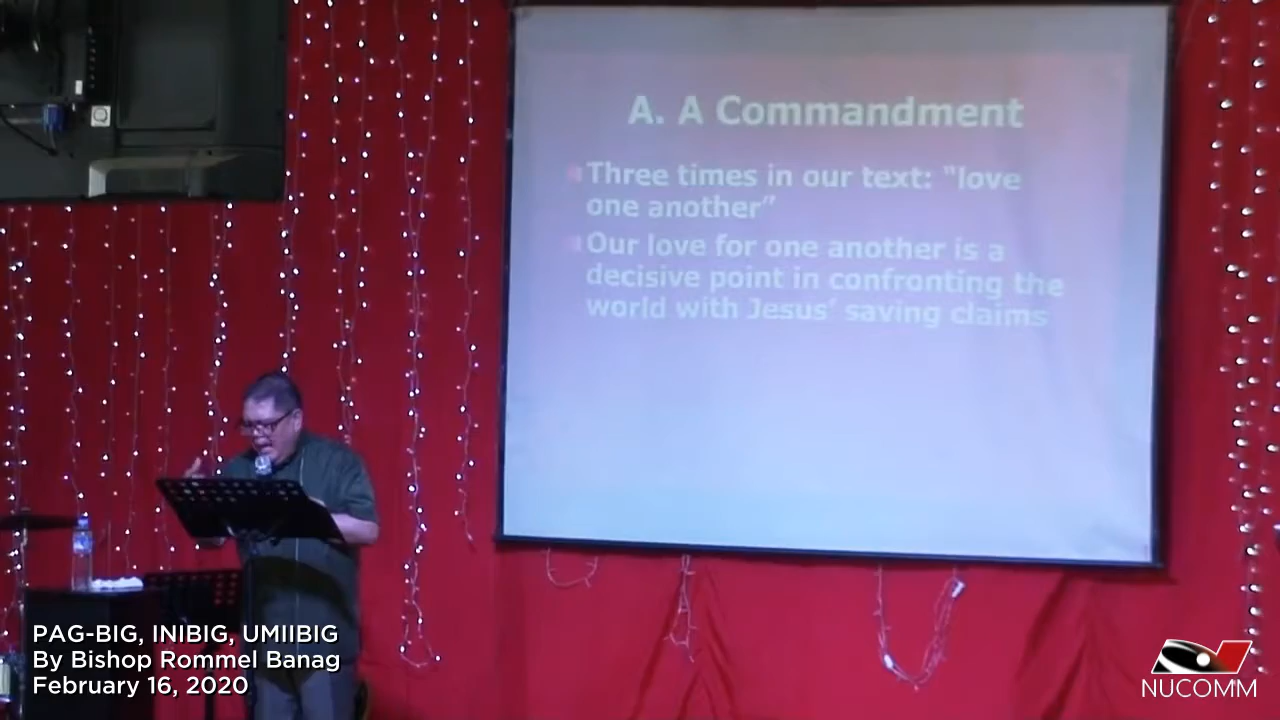 A. A Commandment
Three times in our text: "love
one another"
Our love for one another is a
decisive point in confronting the
world with Jesus' saving claims
PAG-BIG, INIBIG, UMIIBIG
By Bishop Rommel Banag
February 16, 2020
NUCOMM